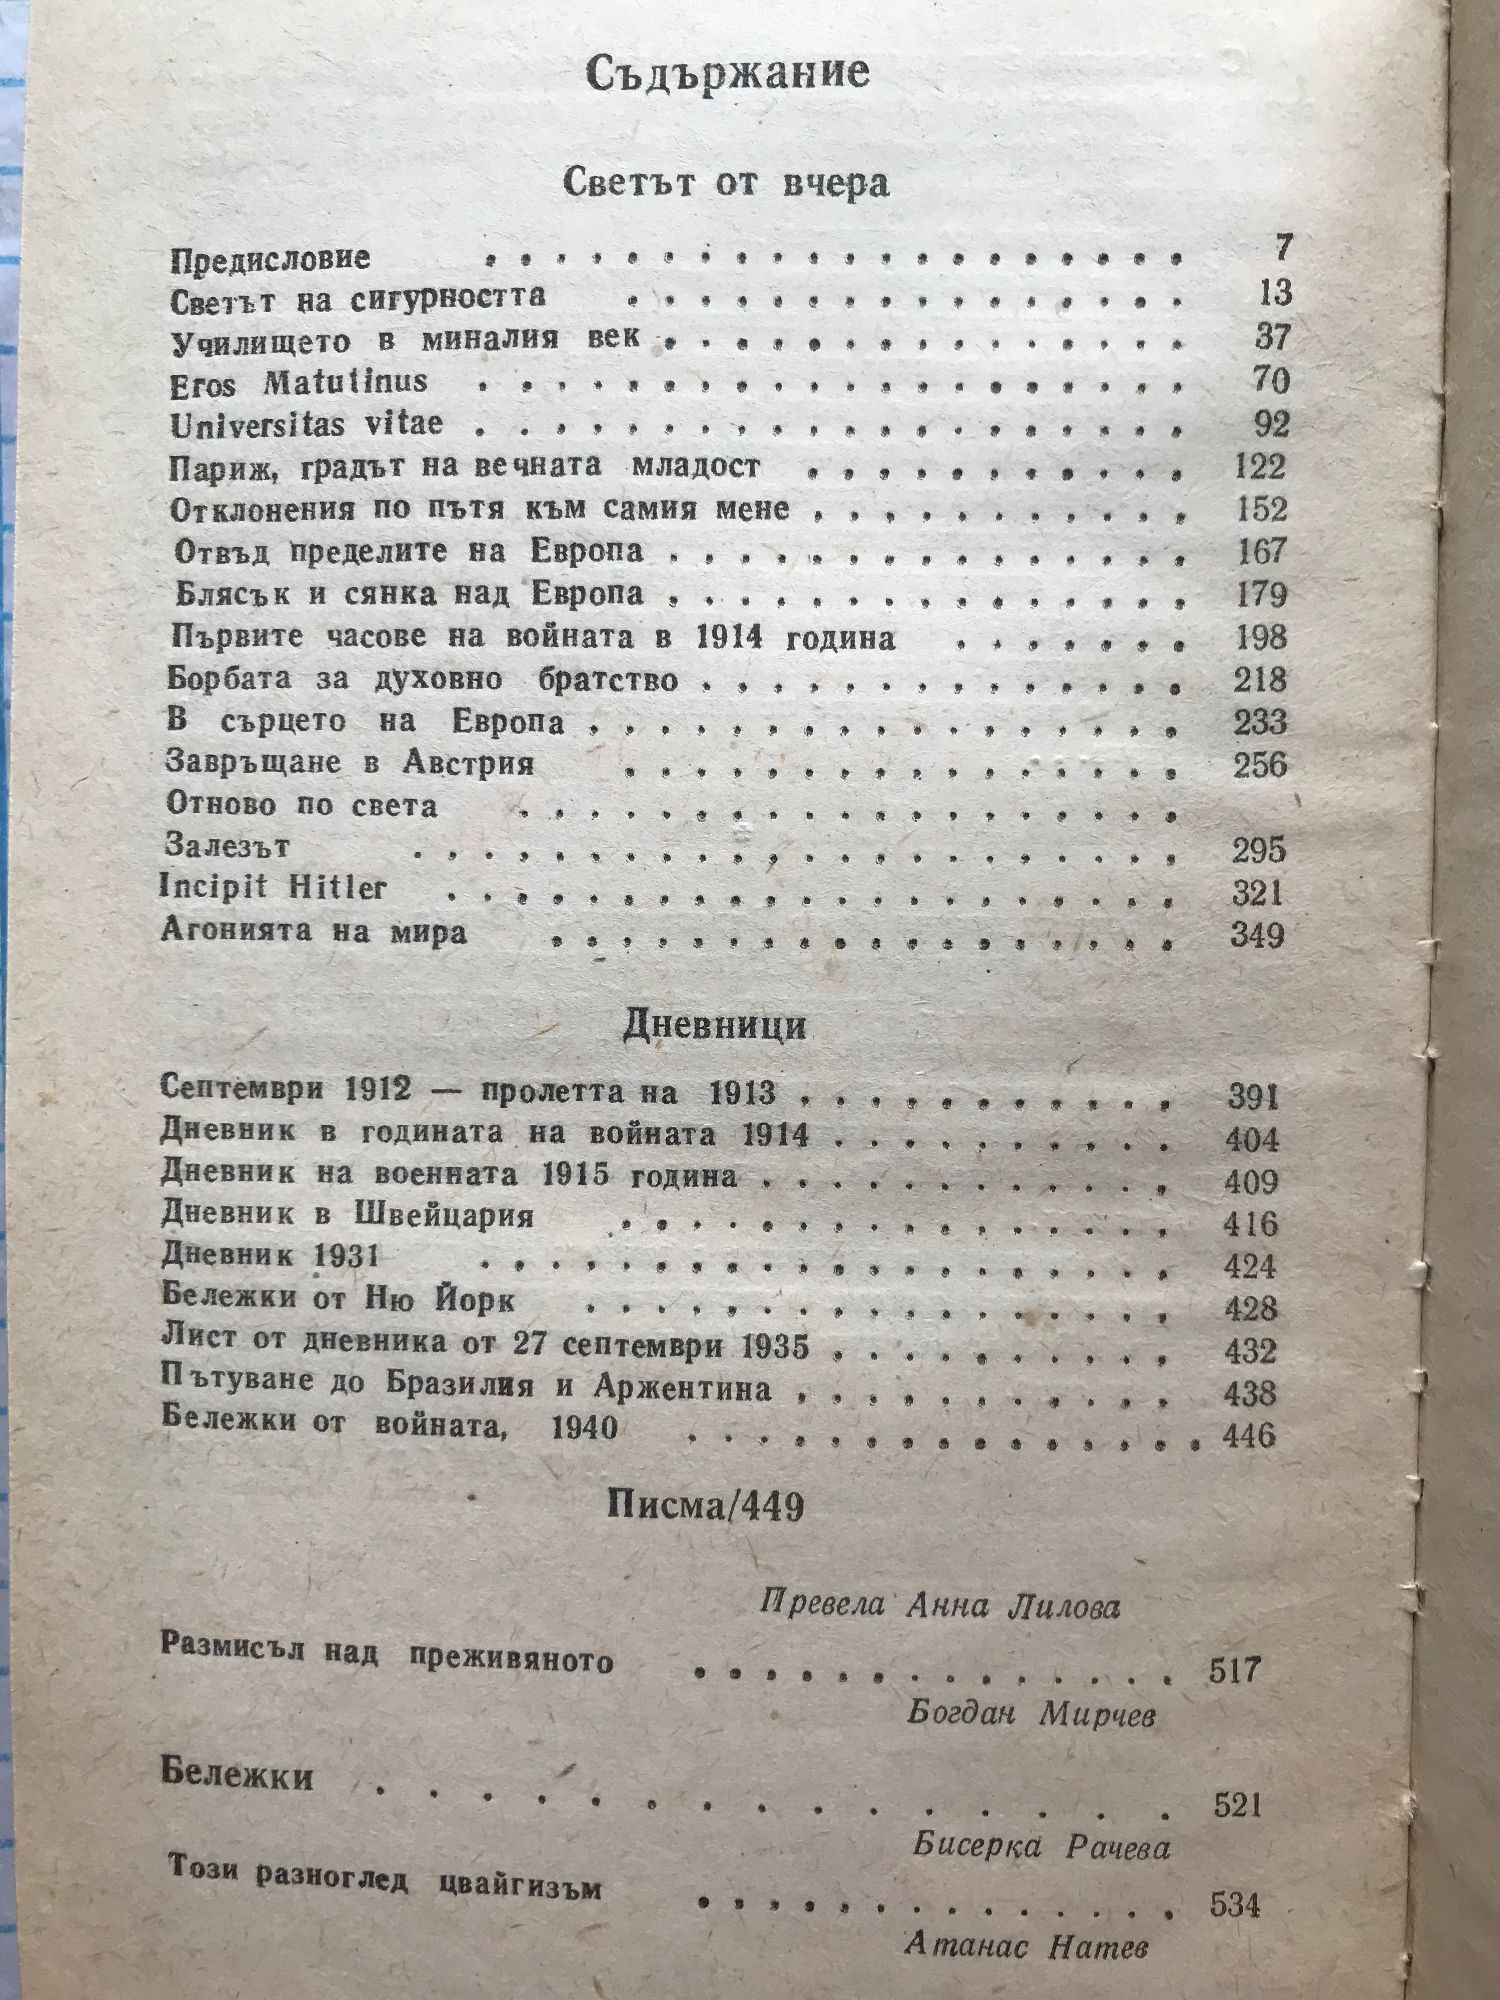 Съдържание
Светът от вчера
Предисловие . . . . . . . . . . . . . . . . . . . . 7
Светът на сигурността . . . . . . . . . . . . . . . . 13
Училището в миналия век . . . . . . . . . . . . . . . 37
Eros Matutinus . . . . . . . . . . . . . . . . . . . . 70
Universitas vitae . . . . . . . . . . . . . . . . . . . . 92
Париж, градът на вечната младост . . . . . . . . . . . 122
Отклонения по пътя към самия мене . . . . . . . . . . . 152
Отвъд пределите на Европа . . . . . . . . . . . . . . . 167
Блясък и сянка над Европа . . . . . . . . . . . . . . . 179
Първите часове на войната в 1914 година . . . . . . . 198
Борбата за духовно братство . . . . . . . . . . . . . . 218
В сърцето на Европа . . . . . . . . . . . . . . . . . 233
Завръщане в Австрия . . . . . . . . . . . . . . . . 256
Отново по света . . . . . . . . . . . . . . . . . . .
Залезът . . . . . . . . . . . . . . . . . . . . . . 295
Incipit Hitler . . . . . . . . . . . . . . . . . . . . . 321
Агонията на мира . . . . . . . . . . . . . . . . . . 349
Дневници
Септември 1912 — пролетта на 1913 . . . . . . . . . . . 391
Дневник в годината на войната 1914 . . . . . . . . . . 404
Дневник на военната 1915 година . . . . . . . . . . . . 409
Дневник в Швейцария . . . . . . . . . . . . . . . . 416
Дневник 1931 . . . . . . . . . . . . . . . . . . . . 424
Бележки от Ню Йорк . . . . . . . . . . . . . . . . . 428
Лист от дневника от 27 септември 1935 . . . . . . . . . . 432
Пътуване до Бразилия и Аржентина . . . . . . . . . . . 438
Бележки от войната, 1940 . . . . . . . . . . . . . . . 446
Писма/449
Превела Анна Лилова
Размисъл над преживяното . . . . . . . . . . . . . . 517
Богдан Мирчев
Бележки . . . . . . . . . . . . . . . 521
Бисерка Рачева
Този разноглед цвайгизъм . . . . . . . . . . . . . . 534
Атанас Натев